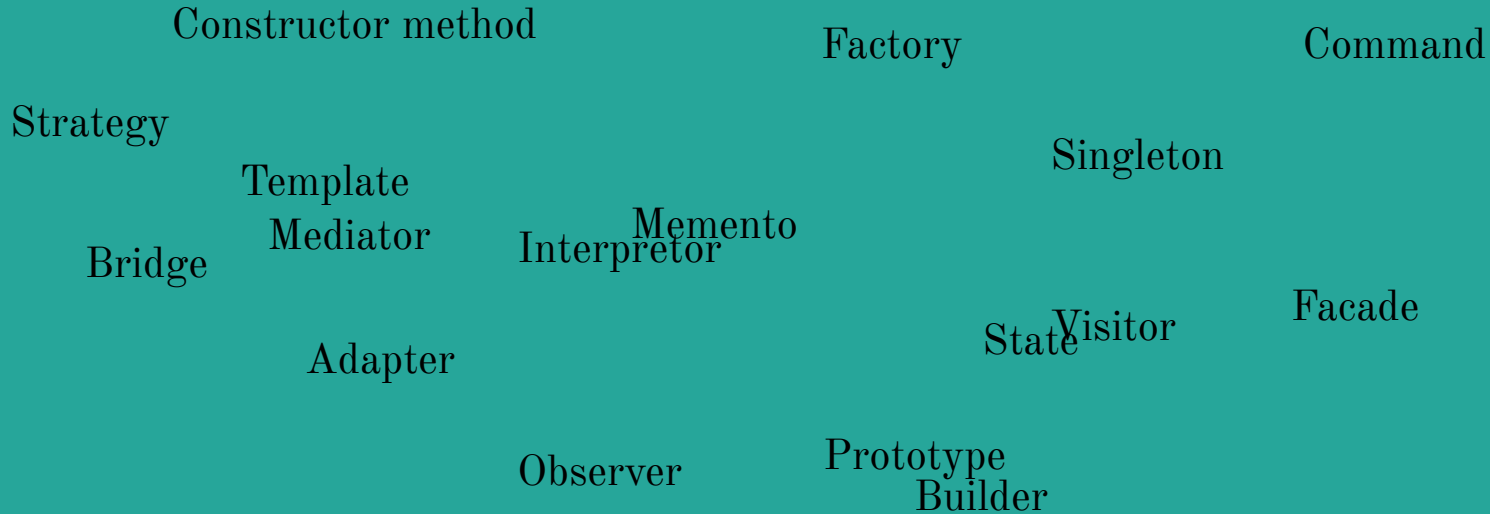 Constructor method
Factory
Command
Strategy
Singleton
Template
Memento
Mediator
Interpretor
Bridge
Facade
Visitor
State
Adapter
Prototype
Observer
Builder